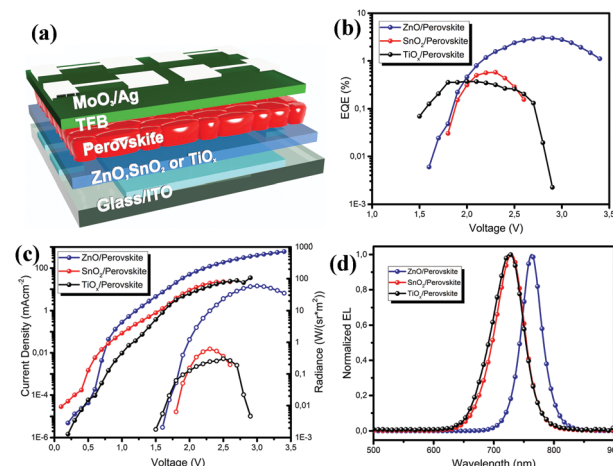 (a)
MoO₃/Ag
TFB
Perovskite
ZnO,SnO₂ or TiOₓ
Glass/ITO
(b)
ZnO/Perovskite
SnO₂/Perovskite
TiOₓ/Perovskite
EQE (%)
10
1
0,1
0,01
1E-3
1,0 1,5 2,0 2,5 3,0 3,5
Voltage (V)
(c)
ZnO/Perovskite
SnO₂/Perovskite
TiOₓ/Perovskite
Current Density (mAcm⁻²)
100
1
0,01
1E-4
1E-6
0,0 0,5 1,0 1,5 2,0 2,5 3,0 3,5
Voltage (V)
Radiance (W/(sr*m²))
1000
100
10
1
0,1
0,01
1E-3
(d)
ZnO/Perovskite
SnO₂/Perovskite
TiOₓ/Perovskite
Normalized EL
1,0
0,8
0,6
0,4
0,2
0,0
500 600 700 800 900
Wavelength (nm)